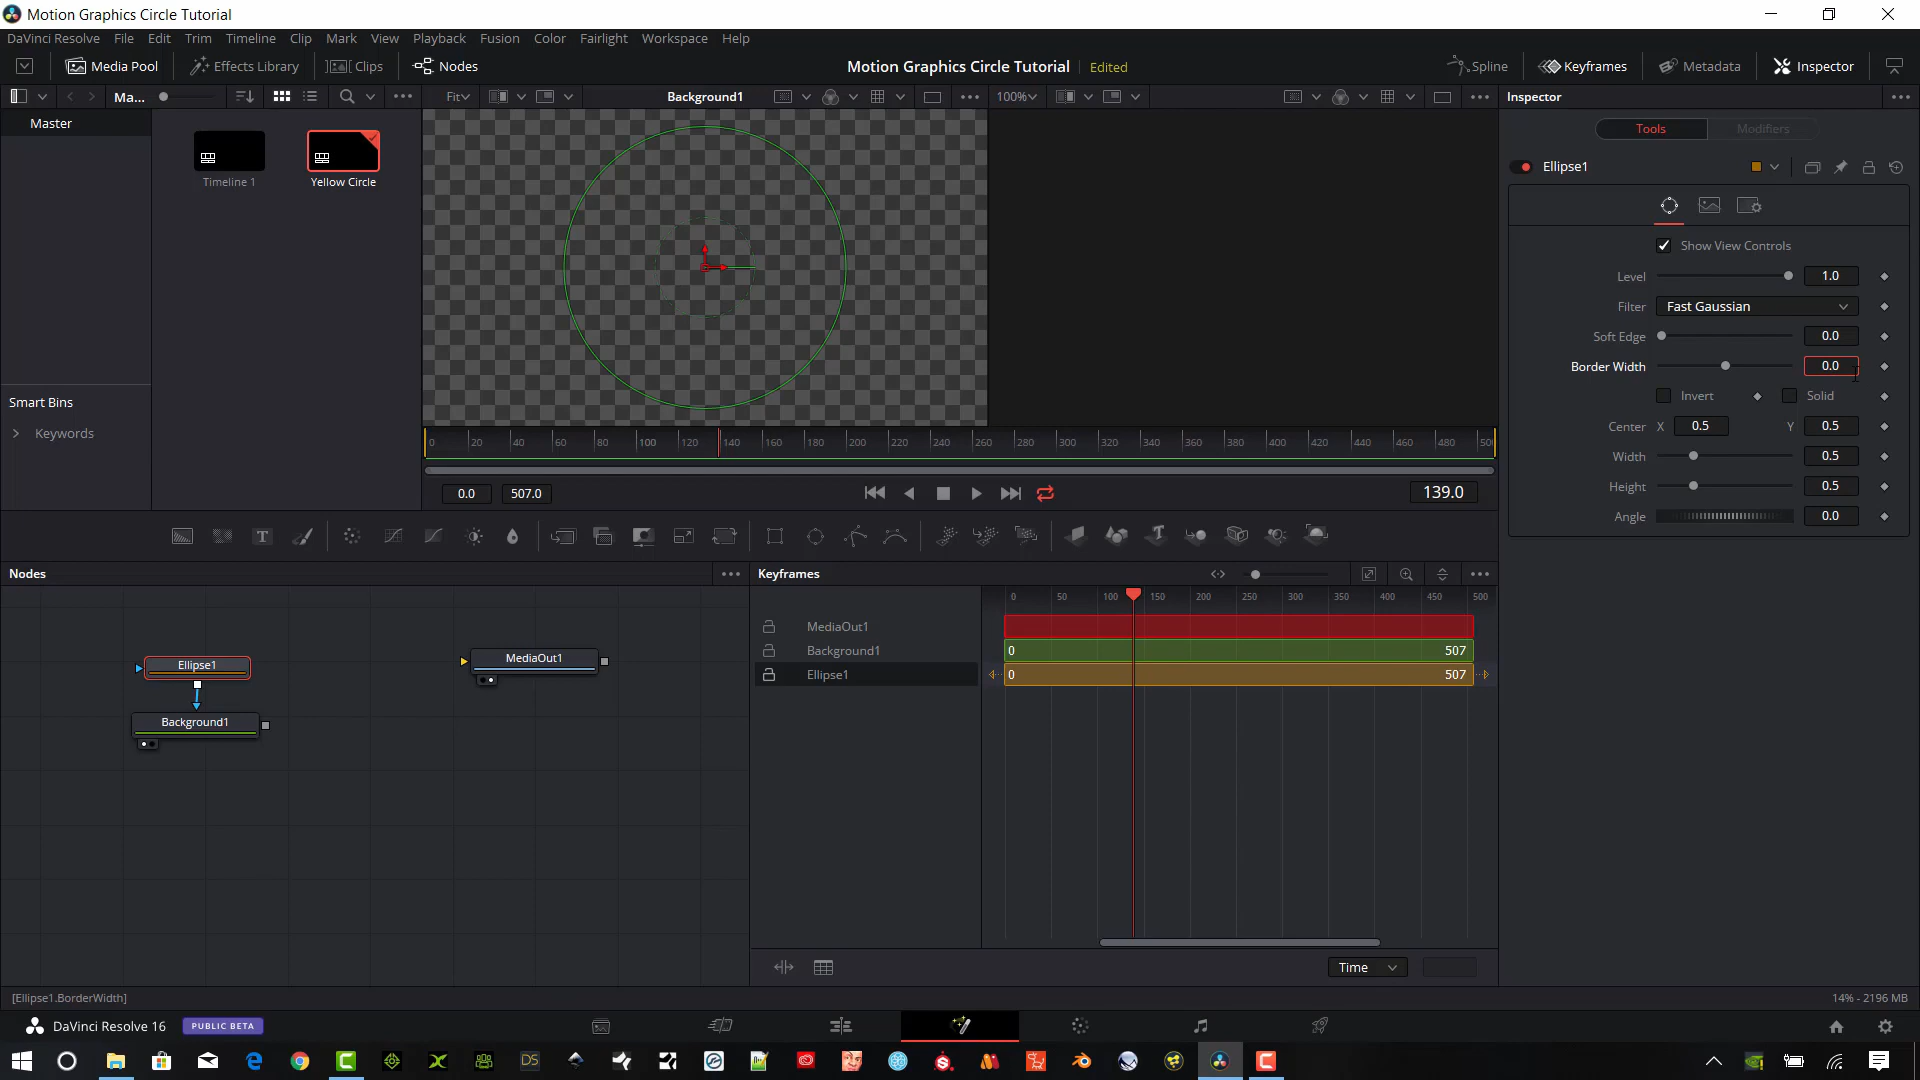 Motion Graphics Circle Tutorial
DaVinci Resolve File Edit Trim Timeline Clip Mark View Playback Fusion Color Fairlight Workspace Help
Media Pool Effects Library Clips Nodes Motion Graphics Circle Tutorial Edited Spline Keyframes Metadata Inspector
Ma... Fit Background1 100% Inspector
Master
Timeline 1 Yellow Circle
Tools Modifiers
Ellipse1
Show View Controls
Level 1.0
Filter Fast Gaussian
Soft Edge 0.0
Border Width 0.0
Invert Solid
Center X 0.5 Y 0.5
Width 0.5
Height 0.5
Angle 0.0
Smart Bins
Keywords
0 20 40 60 80 100 120 140 160 180 200 220 240 260 280 300 320 340 360 380 400 420 440 460 480 50
0.0 507.0 139.0
T
Nodes
Ellipse1
Background1
MediaOut1
Keyframes
0 50 100 150 200 250 300 350 400 450 500
MediaOut1
Background1 0 507
Ellipse1 0 507
Time
[Ellipse1.BorderWidth] 14% - 2196 MB
DaVinci Resolve 16 PUBLIC BETA
DS